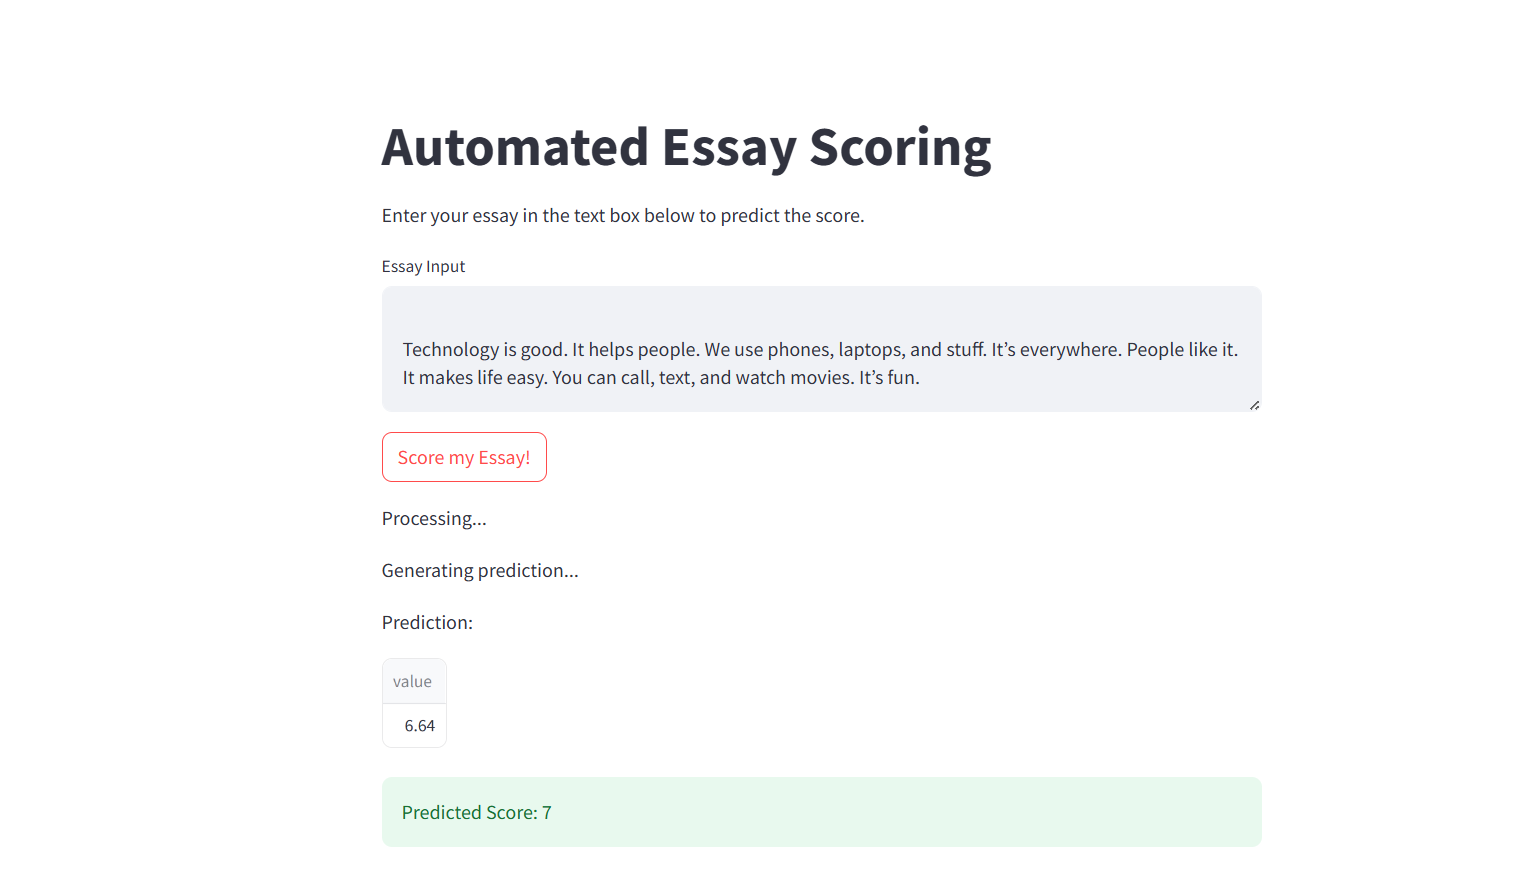 Automated Essay Scoring
Enter your essay in the text box below to predict the score.
Essay Input
Technology is good. It helps people. We use phones, laptops, and stuff. It’s everywhere. People like it.
It makes life easy. You can call, text, and watch movies. It’s fun.
Score my Essay!
Processing...
Generating prediction...
Prediction:
value
6.64
Predicted Score: 7